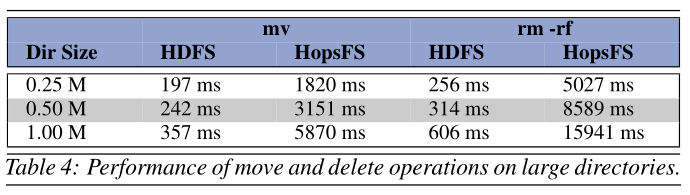 mv rm -rf
Dir Size HDFS HopsFS HDFS HopsFS
0.25 M 197 ms 1820 ms 256 ms 5027 ms
0.50 M 242 ms 3151 ms 314 ms 8589 ms
1.00 M 357 ms 5870 ms 606 ms 15941 ms
Table 4: Performance of move and delete operations on large directories.